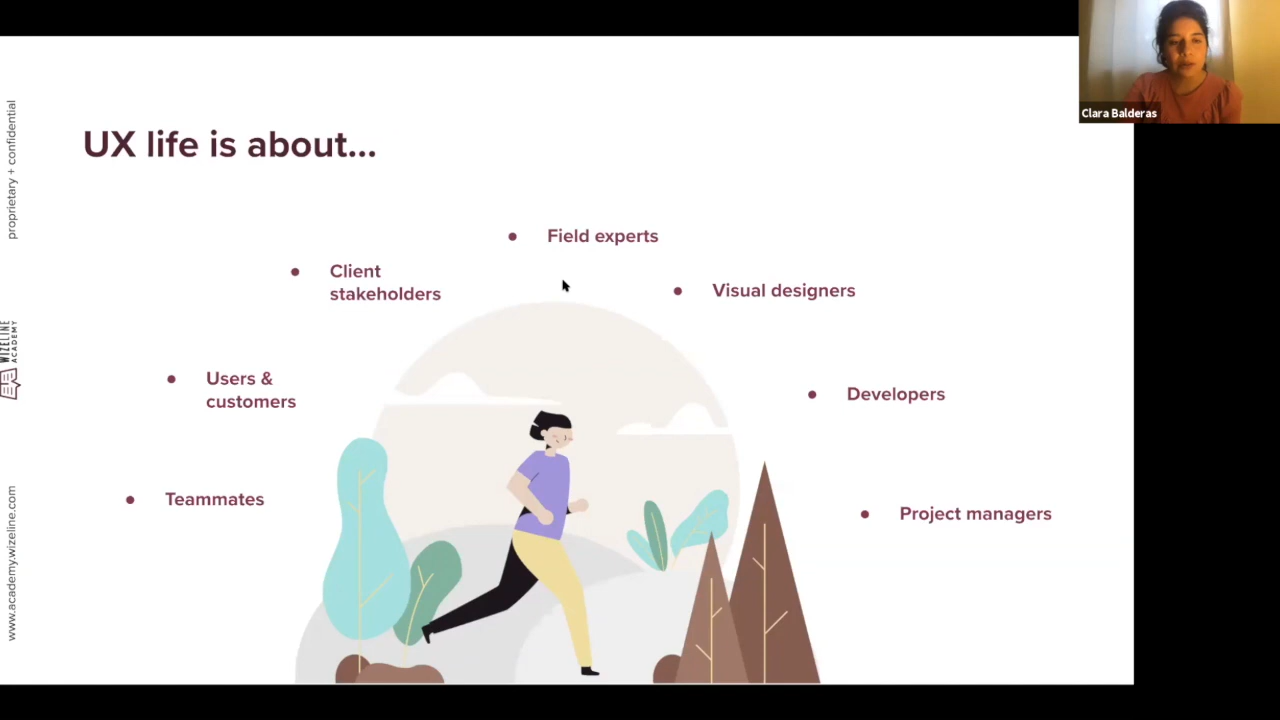 UX life is about...
Field experts
Client
stakeholders
Visual designers
Users &
customers
Developers
Teammates
Project managers
proprietary + confidential
WIZELINE
ACADEMY
www.academy.wizeline.com
Clara Balderas